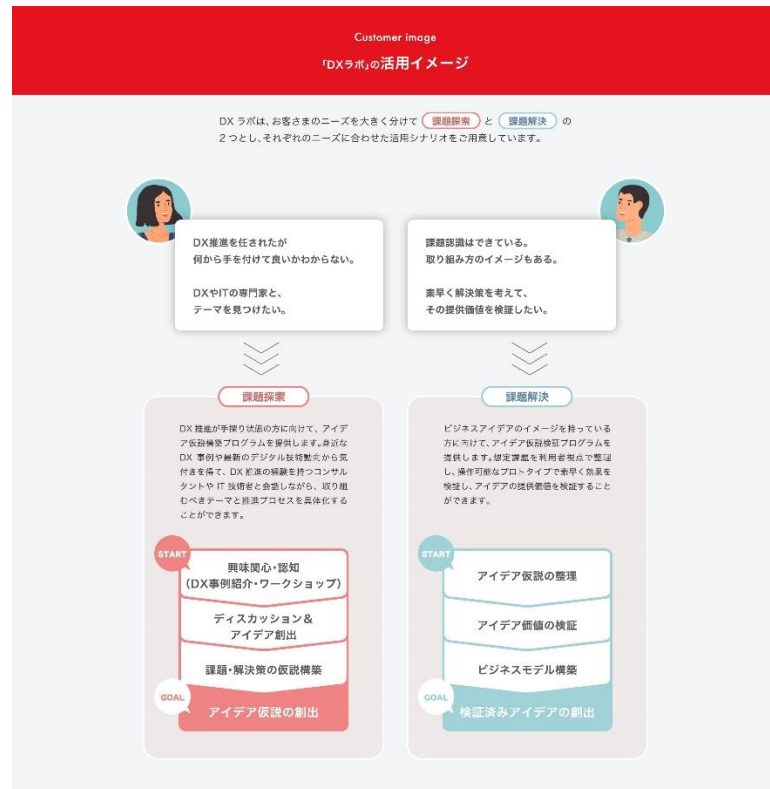 Customer image
「DXラボ」の活用イメージ
DX ラボは、お客さまのニーズを大きく分けて 課題探索 と 課題解決 の
2つとし、それぞれのニーズに合わせた活用シナリオをご用意しています。
DX推進を任されたが
何から手を付けて良いかわからない。
DXやITの専門家と、
テーマを見つけたい。
課題認識はできている。
取り組み方のイメージもある。
素早く解決策を考えて、
その提供価値を検証したい。
課題探索
DX 推進が手探り状態の方に向けて、アイデ
ア仮説構築プログラムを提供します。身近な
DX 事例や最新のデジタル技術動向から気
付きを得て、DX 推進の経験を持つコンサル
タントや IT 技術者と会話しながら、取り組
むべきテーマと推進プロセスを具体化する
ことができます。
START
興味関心・認知
(DX事例紹介・ワークショップ)
ディスカッション＆
アイデア創出
課題・解決策の仮説構築
GOAL
アイデア仮説の創出
課題解決
ビジネスアイデアのイメージを持っている
方に向けて、アイデア仮説検証プログラムを
提供します。想定課題を利用者視点で整理
し、操作可能なプロトタイプで素早く効果を
検証し、アイデアの提供価値を検証すること
ができます。
START
アイデア仮説の整理
アイデア価値の検証
ビジネスモデル構築
GOAL
検証済みアイデアの創出